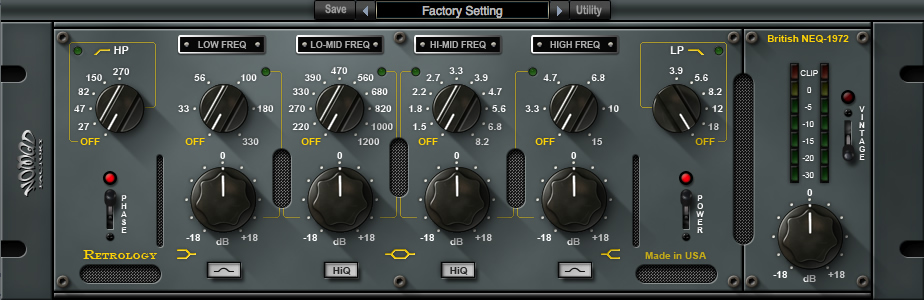 Save
Factory Setting
Utility
HP
LOW FREQ
LO-MID FREQ
HI-MID FREQ
HIGH FREQ
LP
British NEQ-1972
270
150
82
47
27
OFF
56
100
33
180
OFF
330
470
390
560
330
680
270
820
220
1000
OFF
1200
3.3
2.7
3.9
2.2
4.7
1.8
5.6
1.5
6.8
OFF
8.2
4.7
6.8
3.3
10
OFF
15
3.9
5.6
8.2
12
18
OFF
CLIP
0
-5
-10
-15
-20
-30
VINTAGE
NOMAD
FACTORY
PHASE
0
-18 dB +18
0
-18 dB +18
0
-18 dB +18
0
-18 dB +18
POWER
0
-18 dB +18
RETROLOGY
HiQ
HiQ
Made in USA